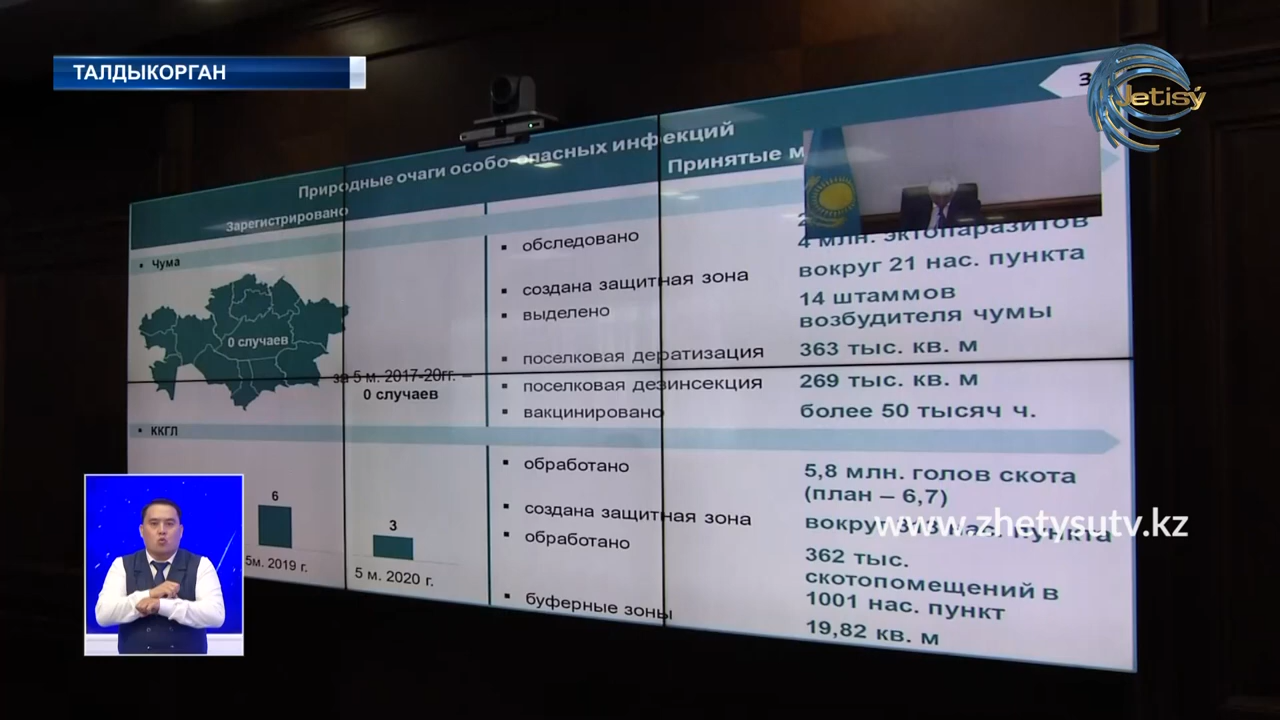 ТАЛДЫКОРГАН
Jetisý
Природные очаги особо опасных инфекций
Зарегистрировано
Принятые
Чума
0 случаев
за 5 м. 2017-20гг. –
0 случаев
обследовано
4 млн. эктопаразитов
создана защитная зона
вокруг 21 нас. пункта
выделено
14 штаммов
возбудителя чумы
поселковая дератизация
363 тыс. кв. м
поселковая дезинсекция
269 тыс. кв. м
вакцинировано
более 50 тысяч ч.
ККГЛ
6
5м. 2019 г.
3
5 м. 2020 г.
обработано
5,8 млн. голов скота
(план – 6,7)
создана защитная зона
вокруг 313 нас. пункта
обработано
362 тыс.
скотопомещений в
1001 нас. пункт
буферные зоны
19,82 кв. м
www.zhetysutv.kz